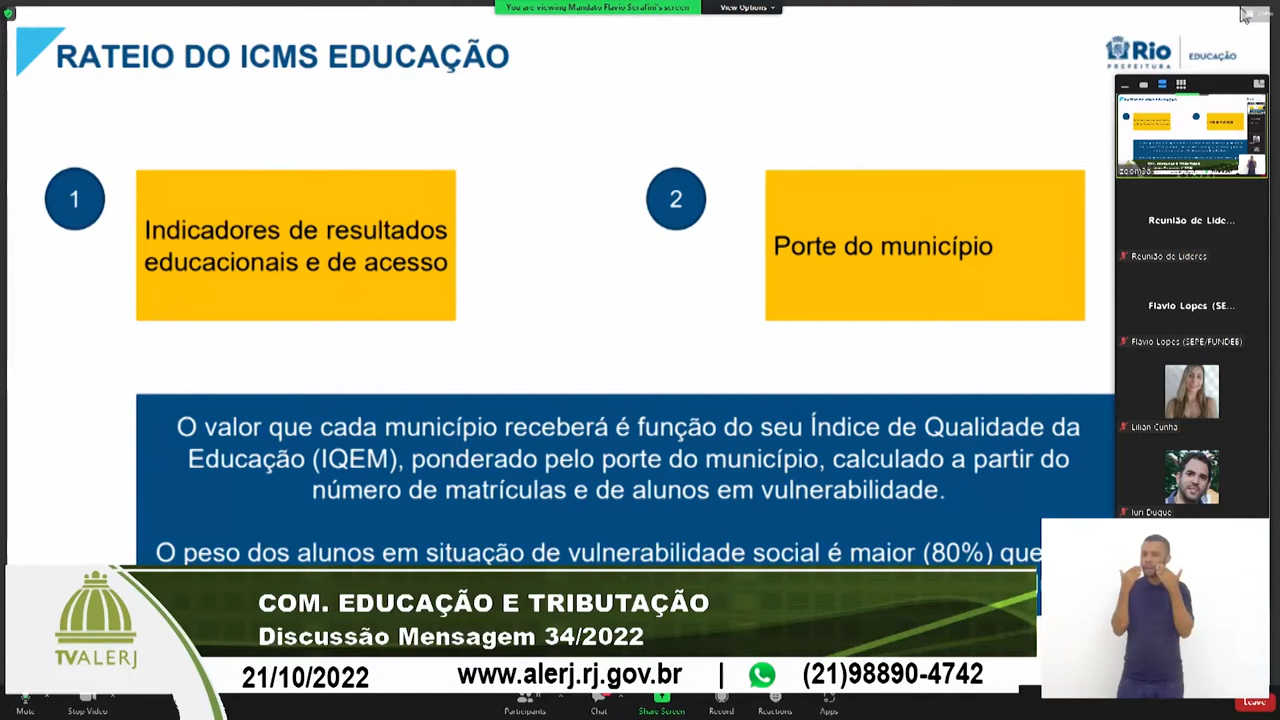 You are viewing Mandato Flavio Serafini's screen
View Options
View
RATEIO DO ICMS EDUCAÇÃO
Rio
PREFEITURA
EDUCAÇÃO
1
Indicadores de resultados
educacionais e de acesso
2
Porte do município
Reunião de Líde...
Reunião de Líderes
Flavio Lopes (SE...
Flavio Lopes (SEPE/FUNDEB)
Lilian Cunha
Iuri Duque
O valor que cada município receberá é função do seu Índice de Qualidade da
Educação (IQEM), ponderado pelo porte do município, calculado a partir do
número de matrículas e de alunos em vulnerabilidade.
O peso dos alunos em situação de vulnerabilidade social é maior (80%) que
TVALERJ
COM. EDUCAÇÃO E TRIBUTAÇÃO
Discussão Mensagem 34/2022
21/10/2022
www.alerj.rj.gov.br | (21)98890-4742
Mute
Stop Video
Participants
Chat
Share Screen
Record
Reactions
Apps
Leave